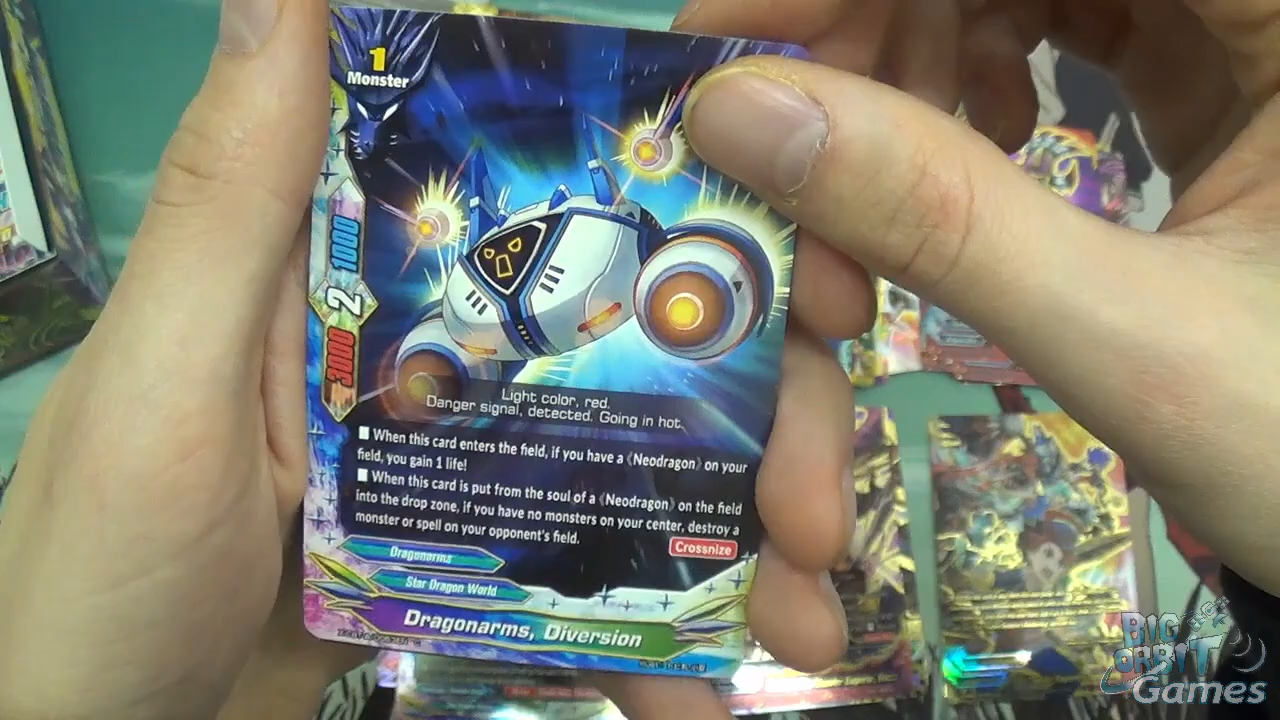 1
Monster
1000
2
3000
Light color, red.
Danger signal, detected. Going in hot.
■ When this card enters the field, if you have a《Neodragon》on your
field, you gain 1 life!
■ When this card is put from the soul of a《Neodragon》on the field
into the drop zone, if you have no monsters on your center, destroy a
monster or spell on your opponent's field.
Crossnize
Dragonarms
Star Dragon World
Dragonarms, Diversion
BIG
ORBIT
Games